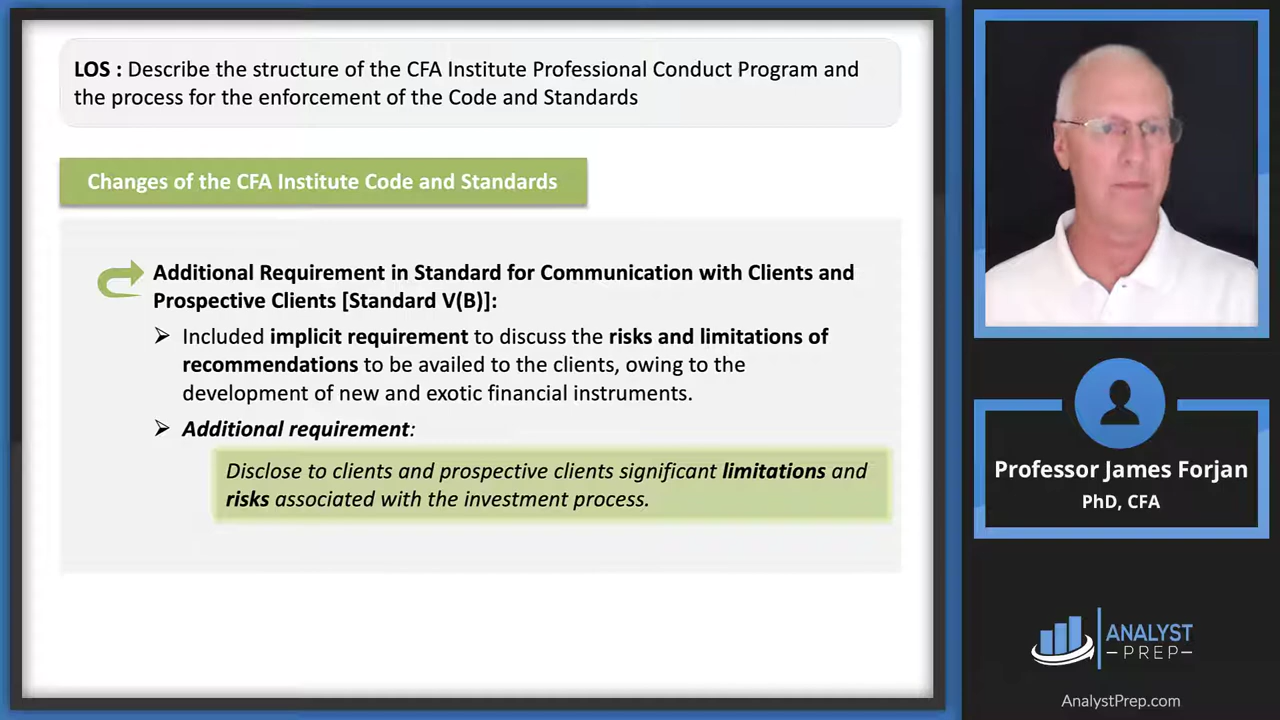 LOS : Describe the structure of the CFA Institute Professional Conduct Program and
the process for the enforcement of the Code and Standards
Changes of the CFA Institute Code and Standards
Additional Requirement in Standard for Communication with Clients and
Prospective Clients [Standard V(B)]:
➢ Included implicit requirement to discuss the risks and limitations of
recommendations to be availed to the clients, owing to the
development of new and exotic financial instruments.
➢ Additional requirement:
Disclose to clients and prospective clients significant limitations and
risks associated with the investment process.
Professor James Forjan
PhD, CFA
ANALYST
PREP
AnalystPrep.com